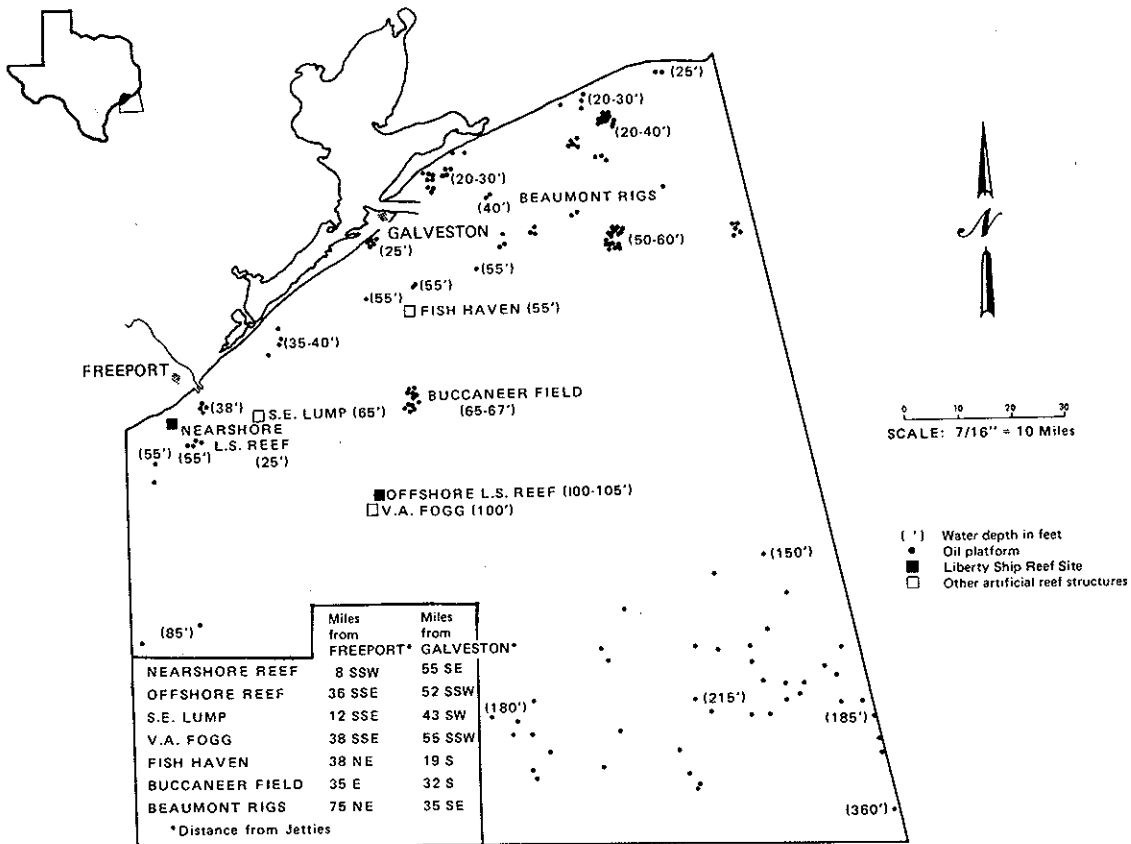 (25')
(20-30')
(20-40')
(20-30')
BEAUMONT RIGS*
(40')
GALVESTON
(50-60')
(25')
(55')
(55')
(55')
FISH HAVEN (55')
(35-40')
FREEPORT
BUCCANEER FIELD
(65-67')
(38')
S.E. LUMP (65')
NEARSHORE
L.S. REEF
(25')
(55')
(55')
N
0 10 20 30
SCALE: 7/16" = 10 Miles
OFFSHORE L.S. REEF (100-105')
V.A. FOGG (100')
( ') Water depth in feet
Oil platform
Liberty Ship Reef Site
Other artificial reef structures
(150')
(85')
(180')
(215')
(185')
(360')
Miles from FREEPORT* Miles from GALVESTON*
NEARSHORE REEF 8 SSW 55 SE
OFFSHORE REEF 36 SSE 52 SSW
S.E. LUMP 12 SSE 43 SW
V.A. FOGG 38 SSE 55 SSW
FISH HAVEN 38 NE 19 S
BUCCANEER FIELD 35 E 32 S
BEAUMONT RIGS 75 NE 35 SE
*Distance from Jetties